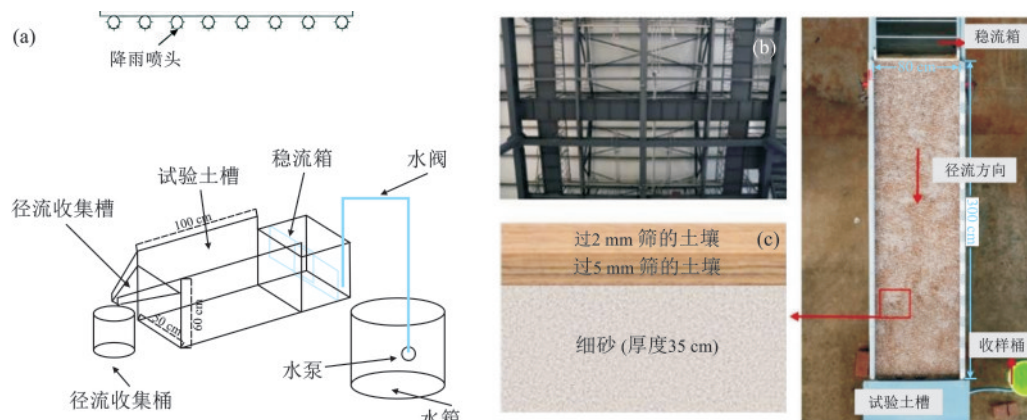 (a)
降雨喷头
稳流箱
水阀
试验土槽
径流收集槽
100 cm
50 cm
60 cm
水泵
径流收集桶
水箱
(b)
(c)
过2 mm 筛的土壤
过5 mm 筛的土壤
细砂 (厚度35 cm)
稳流箱
径流方向
300 cm
收样桶
试验土槽